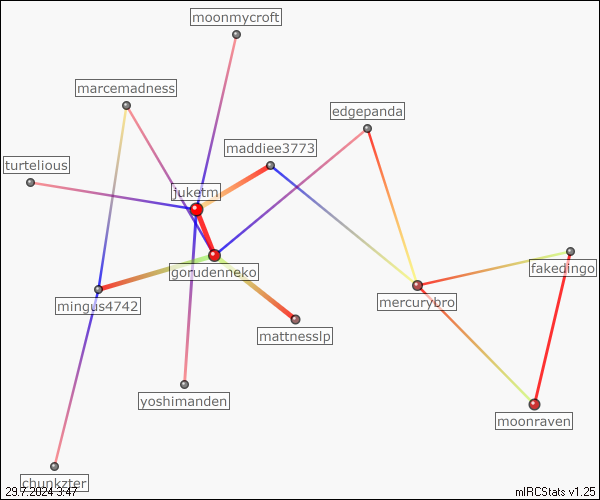 moonmycroft
marcemadness
edgepanda
maddiee3773
turtelious
juketm
gorudenneko
fakedingo
mingus4742
mercurybro
mattnesslp
yoshimanden
moonraven
chunkzter
29.7.2024 3:47
mIRCStats v1.25